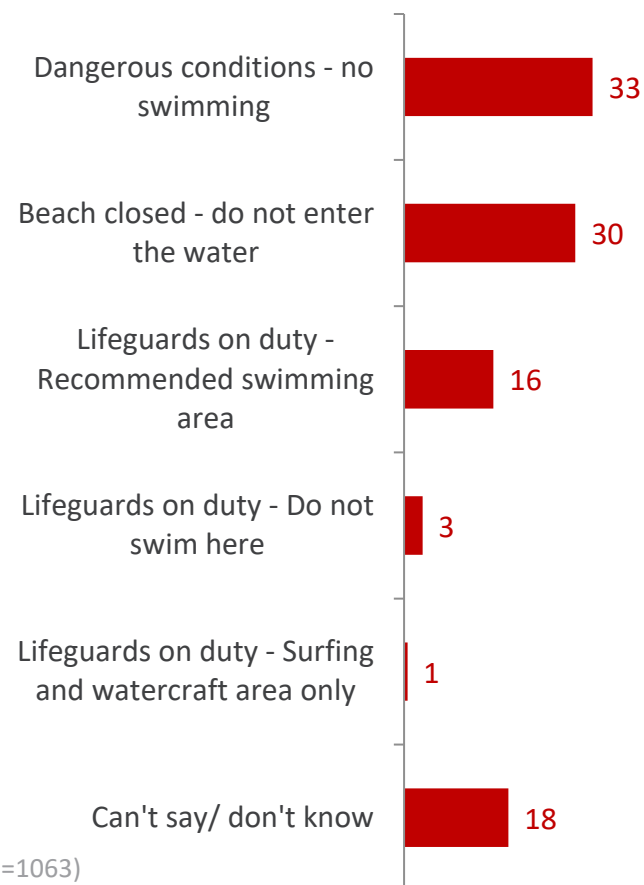 Dangerous conditions - no
swimming
33
Beach closed - do not enter
the water
30
Lifeguards on duty -
Recommended swimming
area
16
Lifeguards on duty - Do not
swim here
3
Lifeguards on duty - Surfing
and watercraft area only
1
Can't say/ don't know
18
=1063)